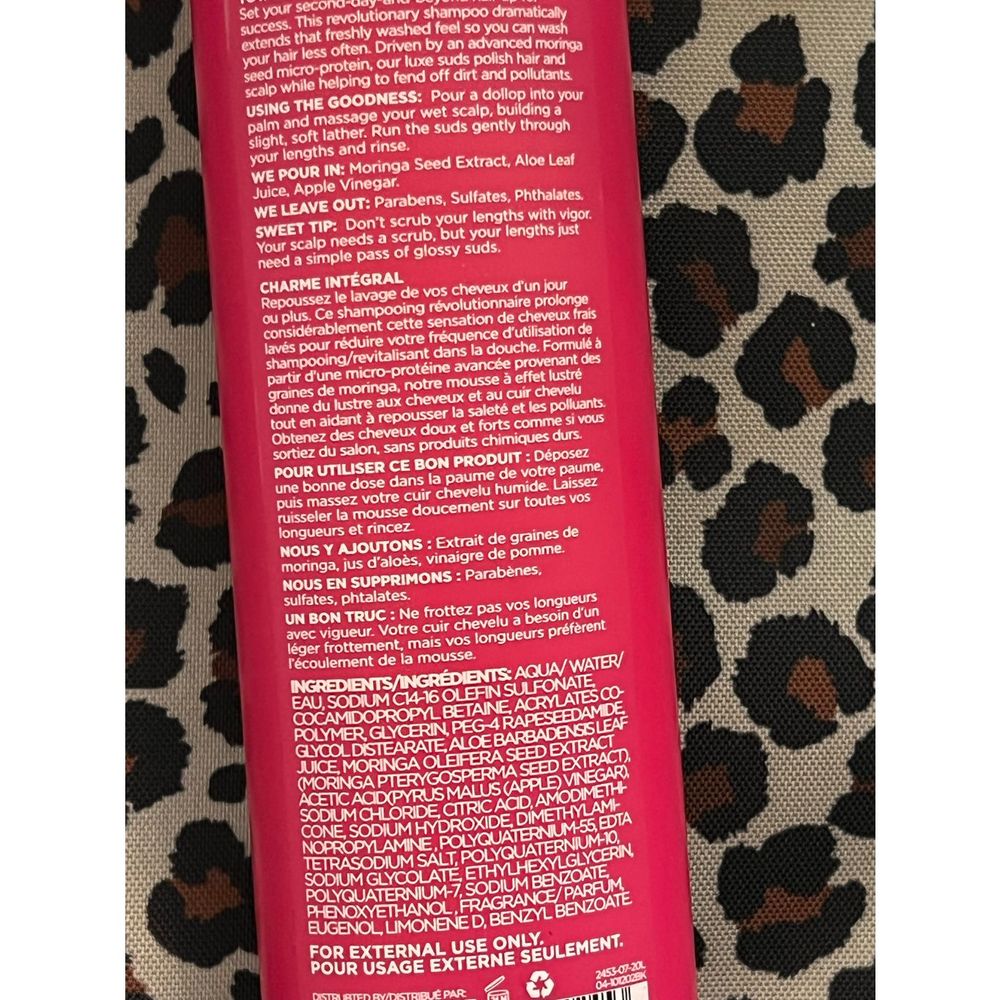 Set your second-day-and beyond hair up for
success. This revolutionary shampoo dramatically
extends that freshly washed feel so you can wash
your hair less often. Driven by an advanced moringa
seed micro-protein, our luxe suds polish hair and
scalp while helping to fend off dirt and pollutants.
USING THE GOODNESS: Pour a dollop into your
palm and massage your wet scalp, building a
slight, soft lather. Run the suds gently through
your lengths and rinse.
WE POUR IN: Moringa Seed Extract, Aloe Leaf
Juice, Apple Vinegar.
WE LEAVE OUT: Parabens, Sulfates, Phthalates.
SWEET TIP: Don't scrub your lengths with vigor.
Your scalp needs a scrub, but your lengths just
need a simple pass of glossy suds.
CHARME INTÉGRAL
Repoussez le lavage de vos cheveux d'un jour
ou plus. Ce shampooing révolutionnaire prolonge
considérablement cette sensation de cheveux frais
lavés pour réduire votre fréquence d'utilisation de
shampooing/revitalisant dans la douche. Formulé à
partir d'une micro-protéine avancée provenant des
graines de moringa, notre mousse à effet lustré
donne du lustre aux cheveux et au cuir chevelu
tout en aidant à repousser la saleté et les polluants.
Obtenez des cheveux doux et forts comme si vous
sortiez du salon, sans produits chimiques durs.
POUR UTILISER CE BON PRODUIT : Déposez
une bonne dose dans la paume de votre paume,
puis massez votre cuir chevelu humide. Laissez
ruisseler la mousse doucement sur toutes vos
longueurs et rincez.
NOUS Y AJOUTONS : Extrait de graines de
moringa, jus d'aloès, vinaigre de pomme.
NOUS EN SUPPRIMONS : Parabènes,
sulfates, phtalates.
UN BON TRUC : Ne frottez pas vos longueurs
avec vigueur. Votre cuir chevelu a besoin d'un
léger frottement, mais vos longueurs préfèrent
l'écoulement de la mousse.
INGREDIENTS/INGRÉDIENTS: AQUA/ WATER/
EAU, SODIUM C14-16 OLEFIN SULFONATE,
COCAMIDOPROPYL BETAINE, ACRYLATES CO-
POLYMER, GLYCERIN, PEG-4 RAPESEEDAMIDE,
GLYCOL DISTEARATE, ALOE BARBADENSIS LEAF
JUICE, MORINGA OLEIFERA SEED EXTRACT
(MORINGA PTERYGOSPERMA SEED EXTRACT),
ACETIC ACID(PYRUS MALUS (APPLE) VINEGAR),
SODIUM CHLORIDE, CITRIC ACID, AMODIMETHI-
CONE, SODIUM HYDROXIDE, DIMETHYLAMI-
NOPROPYLAMINE, POLYQUATERNIUM-55, EDTA
TETRASODIUM SALT, POLYQUATERNIUM-10,
SODIUM GLYCOLATE, ETHYLHEXYLGLYCERIN,
POLYQUATERNIUM-7, SODIUM BENZOATE,
PHENOXYETHANOL, FRAGRANCE/ PARFUM,
EUGENOL, LIMONENE D, BENZYL BENZOATE.
FOR EXTERNAL USE ONLY.
POUR USAGE EXTERNE SEULEMENT.
2453-07-20L
04-101202BK
DISTRIBTED BY/DISTRIBUÉ PAR: